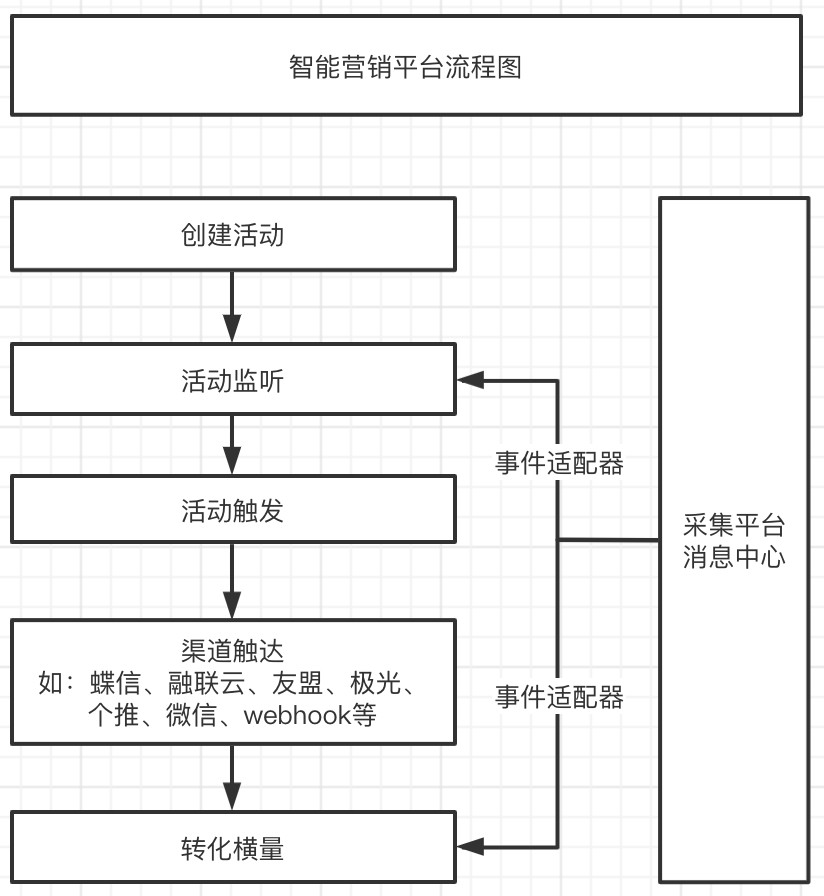 智能营销平台流程图
创建活动
活动监听
事件适配器
活动触发
采集平台
消息中心
渠道触达
如：蝶信、融联云、友盟、极光、
个推、微信、webhook等
事件适配器
转化横量